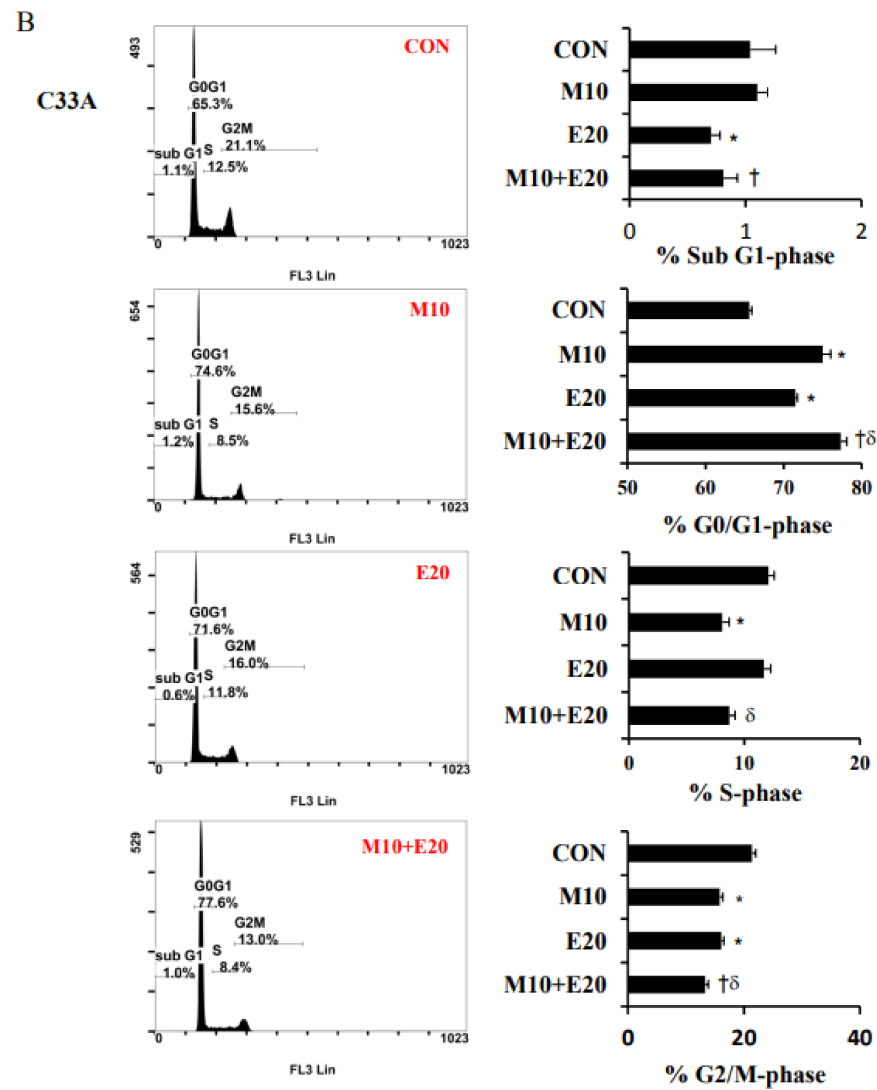 B
C33A
493
CON
G0G1
65.3%
G2M
21.1%
sub G1 S
1.1% 12.5%
0 1023
FL3 Lin
CON
M10
E20 *
M10+E20 †
0 1 2
% Sub G1-phase
654
M10
G0G1
74.6%
G2M
15.6%
sub G1 S
1.2% 8.5%
0 1023
FL3 Lin
CON
M10 *
E20 *
M10+E20 †δ
50 60 70 80
% G0/G1-phase
564
E20
G0G1
71.6%
G2M
16.0%
sub G1 S
0.6% 11.8%
0 1023
FL3 Lin
CON
M10 *
E20
M10+E20 δ
0 10 20
% S-phase
529
M10+E20
G0G1
77.6%
G2M
13.0%
sub G1 S
1.0% 8.4%
0 1023
FL3 Lin
CON
M10 *
E20 *
M10+E20 †δ
0 20 40
% G2/M-phase